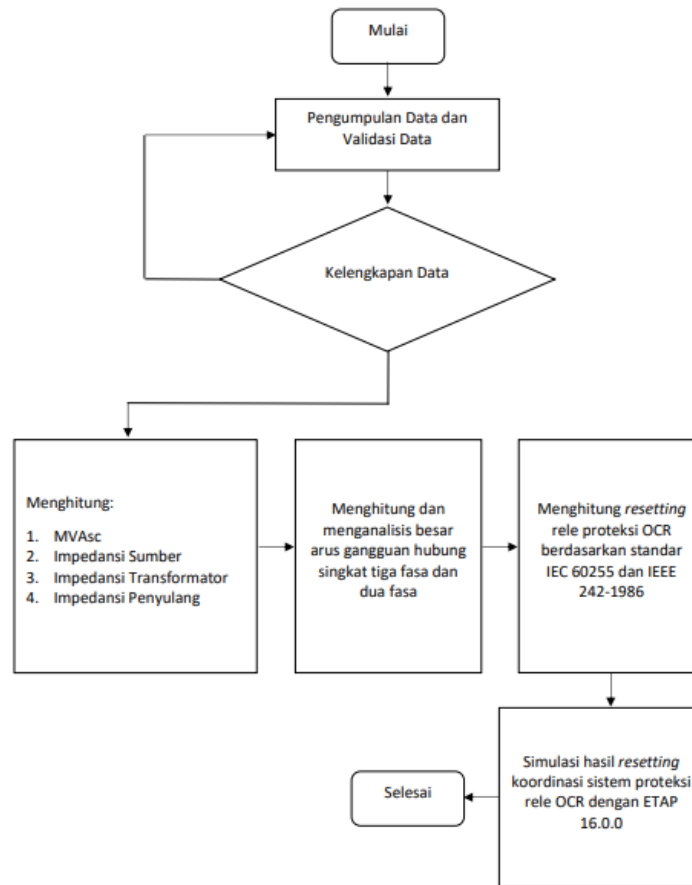 Mulai
Pengumpulan Data dan
Validasi Data
Kelengkapan Data
Menghitung:
1. MVAsc
2. Impedansi Sumber
3. Impedansi Transformator
4. Impedansi Penyulang
Menghitung dan
menganalisis besar
arus gangguan hubung
singkat tiga fasa dan
dua fasa
Menghitung resetting
rele proteksi OCR
berdasarkan standar
IEC 60255 dan IEEE
242-1986
Simulasi hasil resetting
koordinasi sistem proteksi
rele OCR dengan ETAP
16.0.0
Selesai